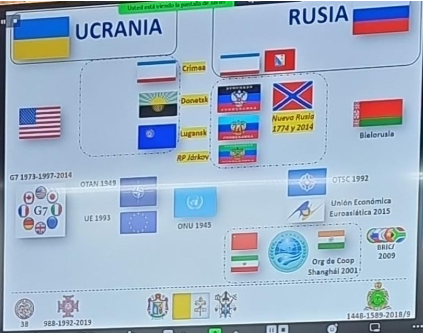 Usted está viendo la pantalla de
UCRANIA
RUSIA
Crimea
Donetsk
Lugansk
RP Járkov
Nueva Rusia
1774 y 2014
Bielorusia
G7 1973-1997-2014
G7
OTAN 1949
UE 1993
ONU 1945
OTSC 1992
Unión Económica
Euroasiática 2015
Org de Coop
Shanghái 2001
BRICS
2009
38
988-1992-2019
1448-1589-2018/9